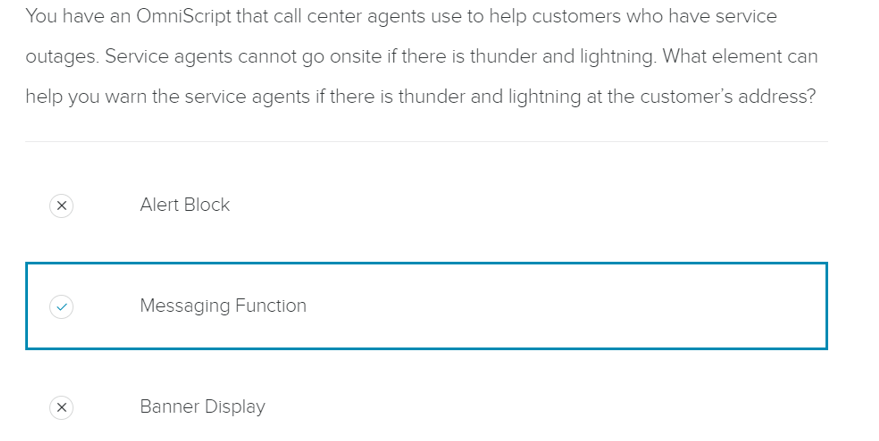 You have an OmniScript that call center agents use to help customers who have service
outages. Service agents cannot go onsite if there is thunder and lightning. What element can
help you warn the service agents if there is thunder and lightning at the customer’s address?
Alert Block
Messaging Function
Banner Display